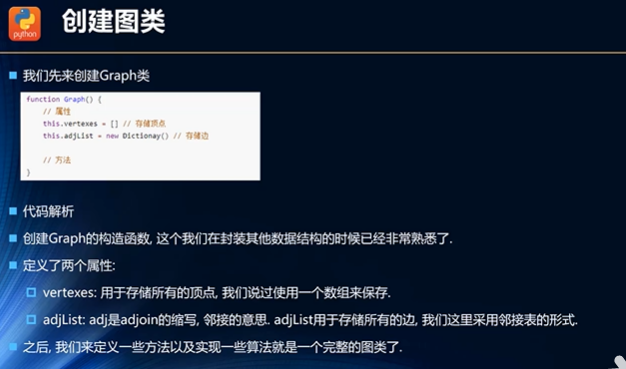 python
创建图类
我们先来创建Graph类
function Graph() {
// 属性
this.vertexes = [] // 存储顶点
this.adjList = new Dictionay() // 存储边
// 方法
}
代码解析
创建Graph的构造函数, 这个我们在封装其他数据结构的时候已经非常熟悉了.
定义了两个属性:
vertexes: 用于存储所有的顶点, 我们说过使用一个数组来保存.
adjList: adj是adjoin的缩写, 邻接的意思. adjList用于存储所有的边, 我们这里采用邻接表的形式.
之后, 我们来定义一些方法以及实现一些算法就是一个完整的图类了.